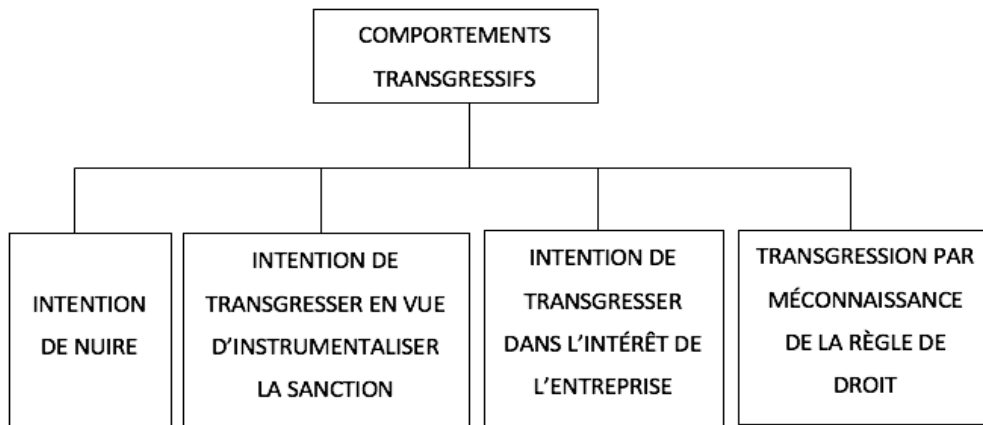 COMPORTEMENTS
TRANSGRESSIFS
INTENTION
DE NUIRE
INTENTION DE
TRANSGRESSER EN VUE
D’INSTRUMENTALISER
LA SANCTION
INTENTION DE
TRANSGRESSER
DANS L’INTÉRÊT DE
L’ENTREPRISE
TRANSGRESSION PAR
MÉCONNAISSANCE
DE LA RÈGLE DE
DROIT